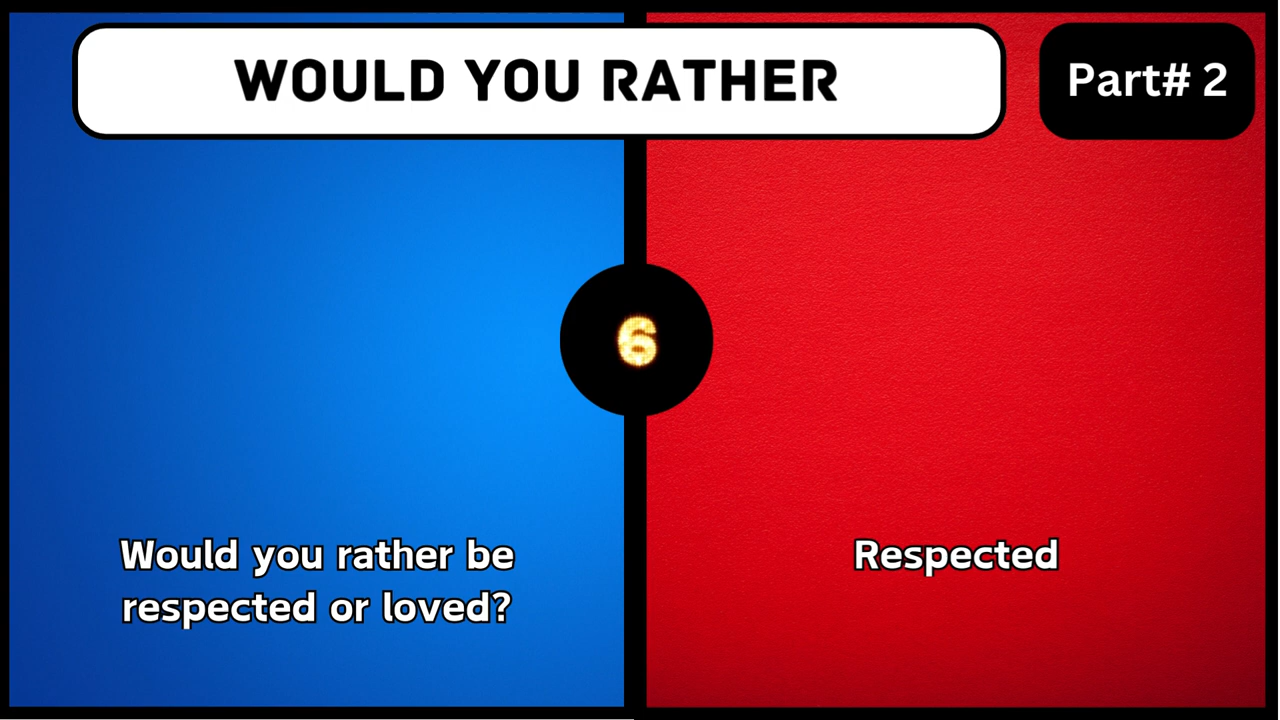 WOULD YOU RATHER
Part# 2
6
Would you rather be
respected or loved?
Respected